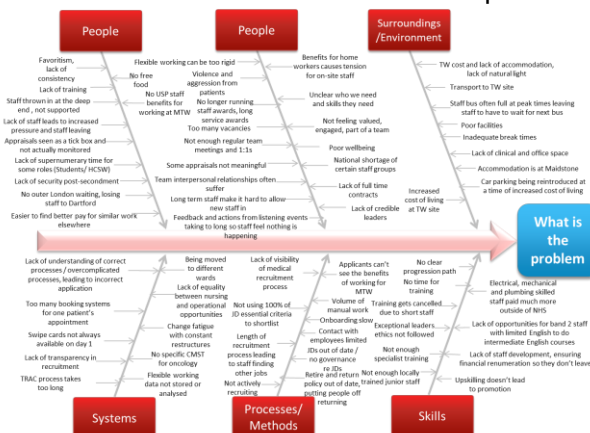 People
People
Surroundings
/Environment
Favoritism,
lack of
consistency
Lack of training
Staff thrown in at the deep
end , not supported
Lack of staff leads to increased
pressure and staff leaving
Appraisals seen as a tick box and
not actually monitored
Lack of supernumerary time for
some roles (Students/ HCSW)
Lack of security post-secondment
No outer London waiting, losing
staff to Dartford
Easier to find better pay for similar work
elsewhere
Flexible working can be too rigid
No free
food
Violence and
aggression from
patients
No USP staff
benefits for
working at MTW
No longer running
staff awards, long
service awards
Too many vacancies
Not enough regular team
meetings and 1:1s
Some appraisals not meaningful
Team interpersonal relationships often
suffer
Long term staff make it hard to allow
new staff in
Feedback and actions from listening events
taking to long so staff feel nothing is
happening
Benefits for home
workers causes tension
for on-site staff
Unclear who we need
and skills they need
Not feeling valued,
engaged, part of a team
Poor wellbeing
National shortage of
certain staff groups
Lack of full time
contracts
Lack of credible
leaders
Increased
cost of living
at TW site
TW cost and lack of accommodation,
lack of natural light
Transport to TW site
Staff bus often full at peak times leaving
staff to have to wait for next bus
Poor facilities
Inadequate break times
Lack of clinical and office space
Accommodation is at Maidstone
Car parking being reintroduced at
a time of increased cost of living
What is
the
problem
Lack of understanding of correct
processes / overcomplicated
processes, leading to incorrect
application
Too many booking systems
for one patient's
appointment
Swipe cards not always
available on day 1
Lack of transparency in
recruitment
TRAC process takes
too long
Being moved
to different
wards
Lack of equality
between nursing
and operational
opportunities
Change fatigue
with constant
restructures
No specific CMST
for oncology
Flexible working
data not stored or
analysed
Lack of visibility
of medical
recruitment
process
Not using 100% of
JD essential criteria
to shortlist
Length of
recruitment
process leading
to staff finding
other jobs
Not actively
recruiting
Applicants can't
see the benefits
of working for
MTW
Volume of
manual work
Onboarding slow
Contact with
employees limited
JDs out of date / no
governance
re JDs
Retire and return
policy out of date,
putting people off
returning
No clear
progression path
No time for
training
Training gets cancelled
due to short staff
Exceptional leaders
ethics not followed
Not enough
specialist training
Not enough locally
trained junior staff
Electrical, mechanical
and plumbing skilled
staff paid much more
outside of NHS
Lack of opportunities for band 2 staff
with limited English to do
intermediate English courses
Lack of staff development, ensuring
financial renumeration so they don't leave
Upskilling doesn't lead
to promotion
Systems
Processes/
Methods
Skills